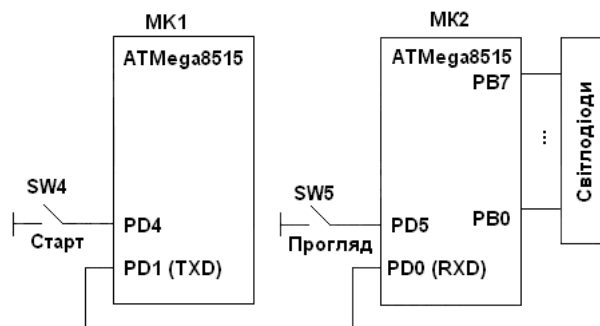 МК1
ATMega8515
SW4
Старт
PD4
PD1 (TXD)
МК2
ATMega8515
PB7
SW5
Прогляд
PD5
PB0
PD0 (RXD)
...
Світлодіоди